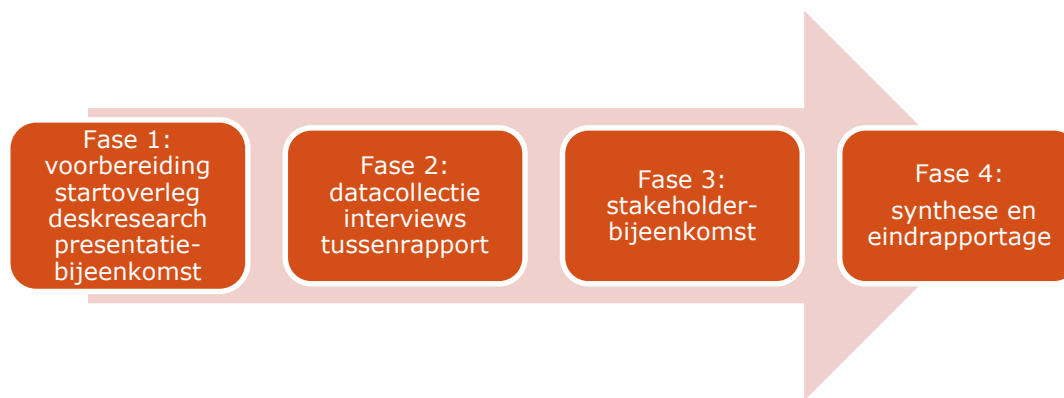 Fase 1:
voorbereiding
startoverleg
deskresearch
presentatie-
bijeenkomst
Fase 2:
datacollectie
interviews
tussenrapport
Fase 3:
stakeholder-
bijeenkomst
Fase 4:
synthese en
eindrapportage